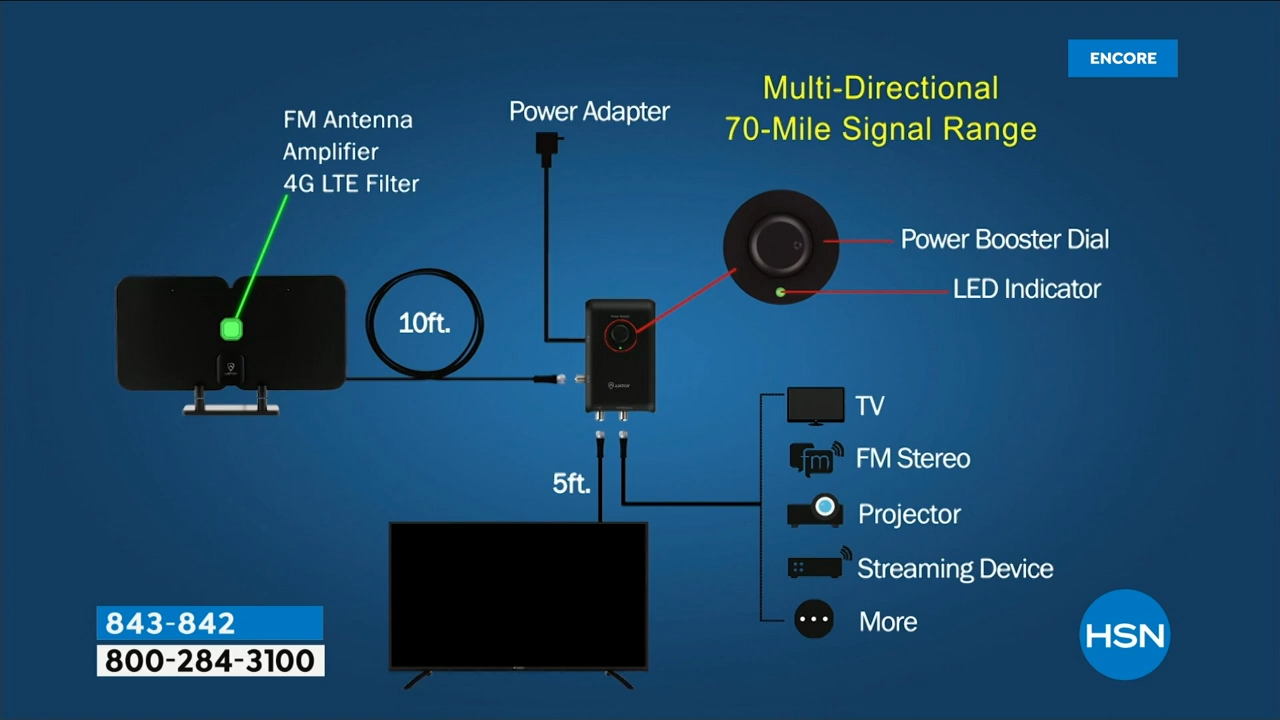 ENCORE
Multi-Directional
70-Mile Signal Range
FM Antenna
Amplifier
4G LTE Filter
Power Adapter
Power Booster Dial
LED Indicator
10ft.
TV
fm
FM Stereo
5ft.
Projector
Streaming Device
More
843-842
800-284-3100
HSN